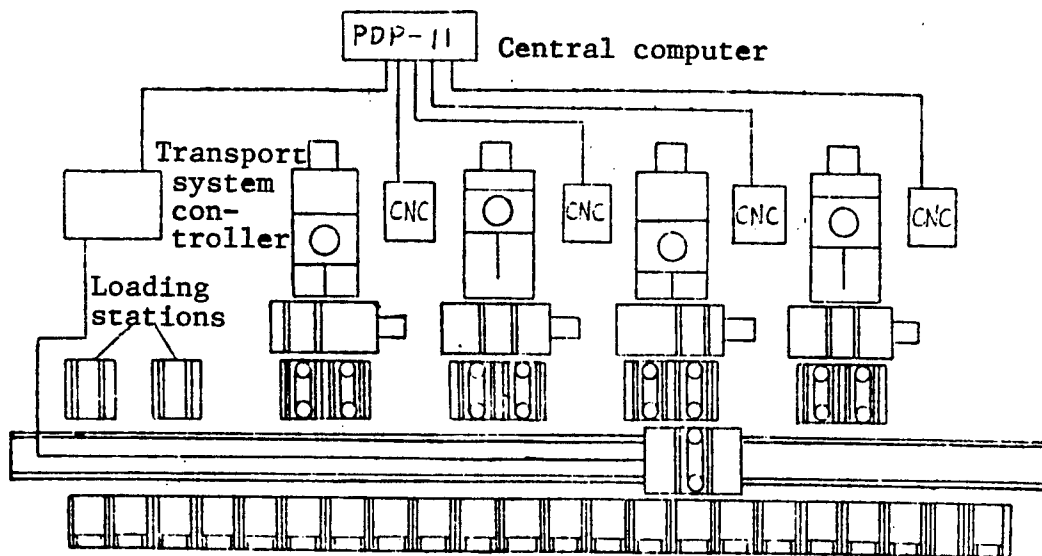 PDP-11
Central computer
Transport
system
con-
troller
CNC
CNC
CNC
CNC
Loading
stations